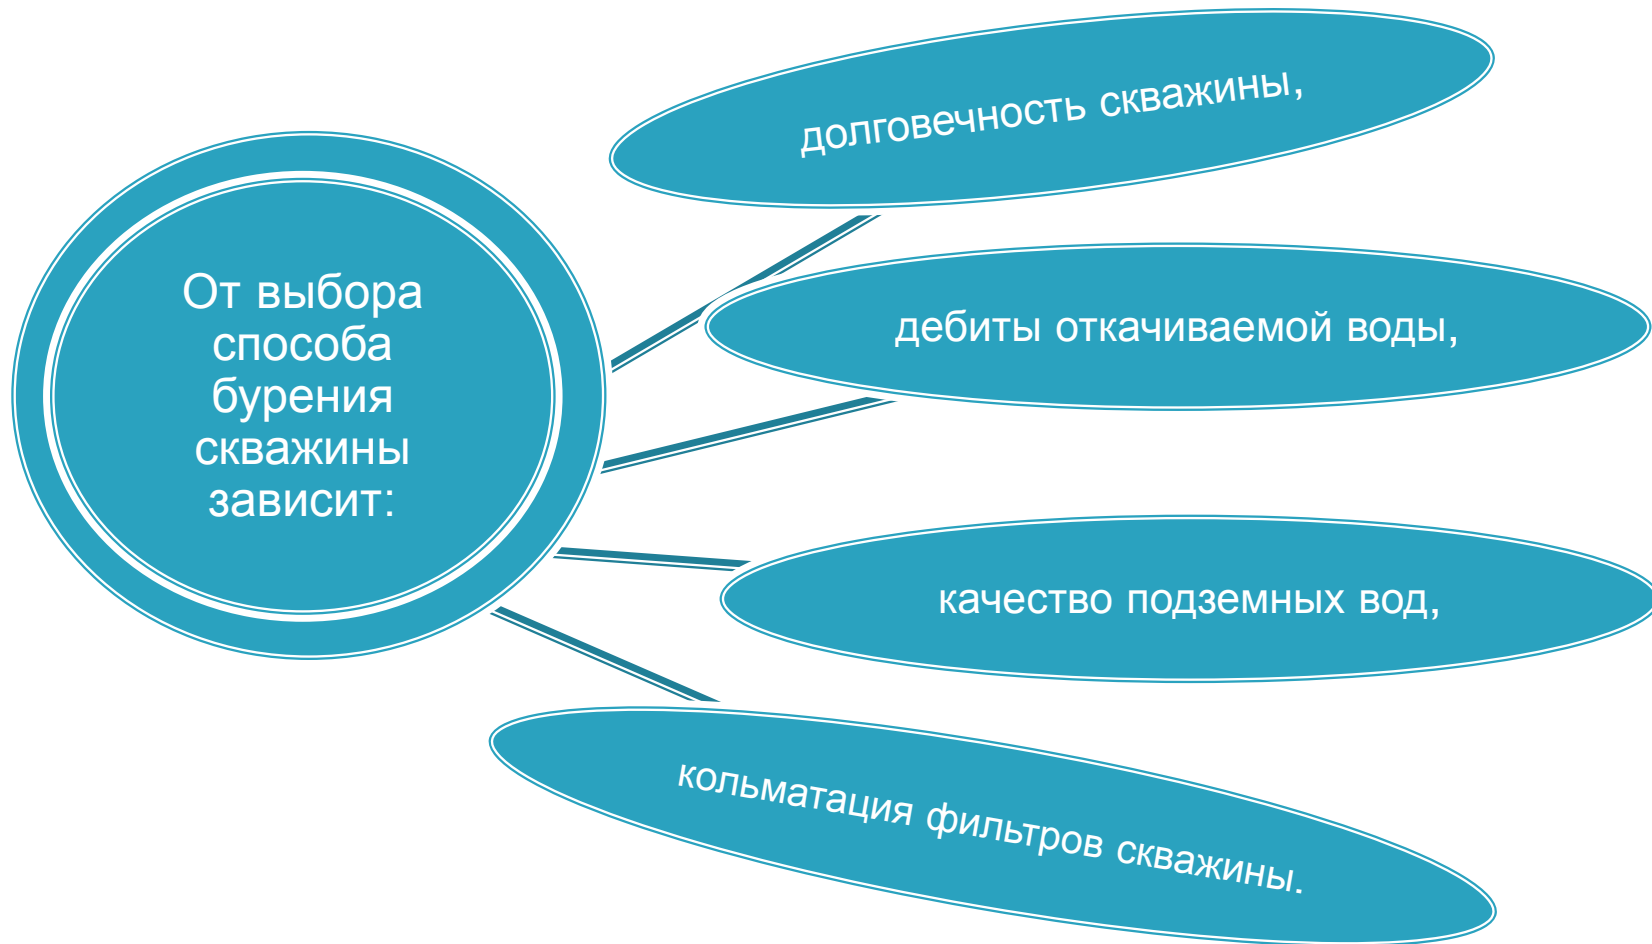 От выбора
способа
бурения
скважины
зависит:
долговечность скважины,
дебиты откачиваемой воды,
качество подземных вод,
кольматация фильтров скважины.